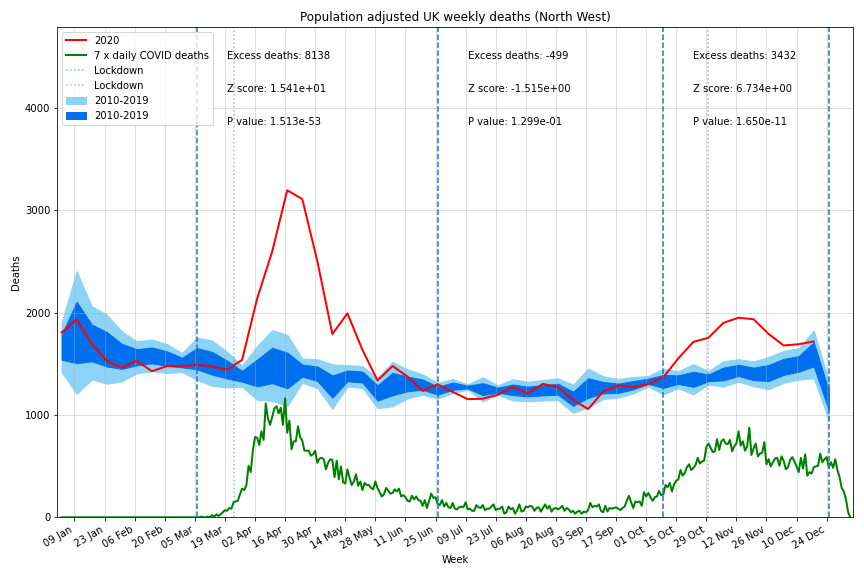 Population adjusted UK weekly deaths (North West)
2020
7 x daily COVID deaths
Lockdown
Lockdown
2010-2019
2010-2019
Excess deaths: 8138
Z score: 1.541e+01
P value: 1.513e-53
Excess deaths: -499
Z score: -1.515e+00
P value: 1.299e-01
Excess deaths: 3432
Z score: 6.734e+00
P value: 1.650e-11
Deaths
4000
3000
2000
1000
0
09 Jan
23 Jan
06 Feb
20 Feb
05 Mar
19 Mar
02 Apr
16 Apr
30 Apr
14 May
28 May
11 Jun
25 Jun
09 Jul
23 Jul
06 Aug
20 Aug
03 Sep
17 Sep
01 Oct
15 Oct
29 Oct
12 Nov
26 Nov
10 Dec
24 Dec
Week